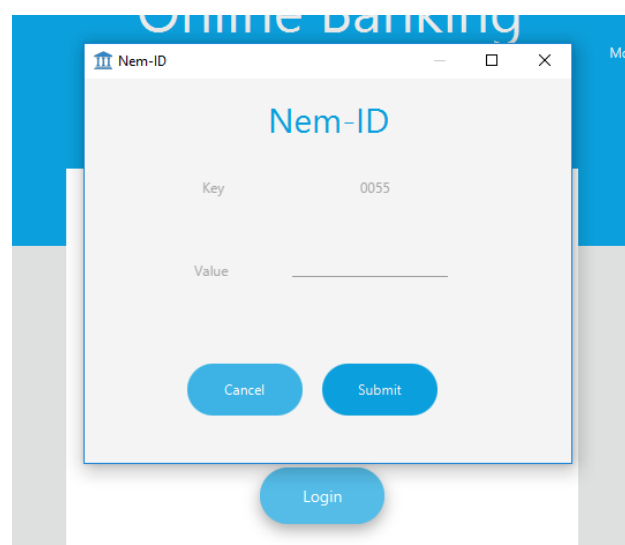 Online Banking
Nem-ID
Nem-ID
Key 0055
Value
Cancel Submit
Login